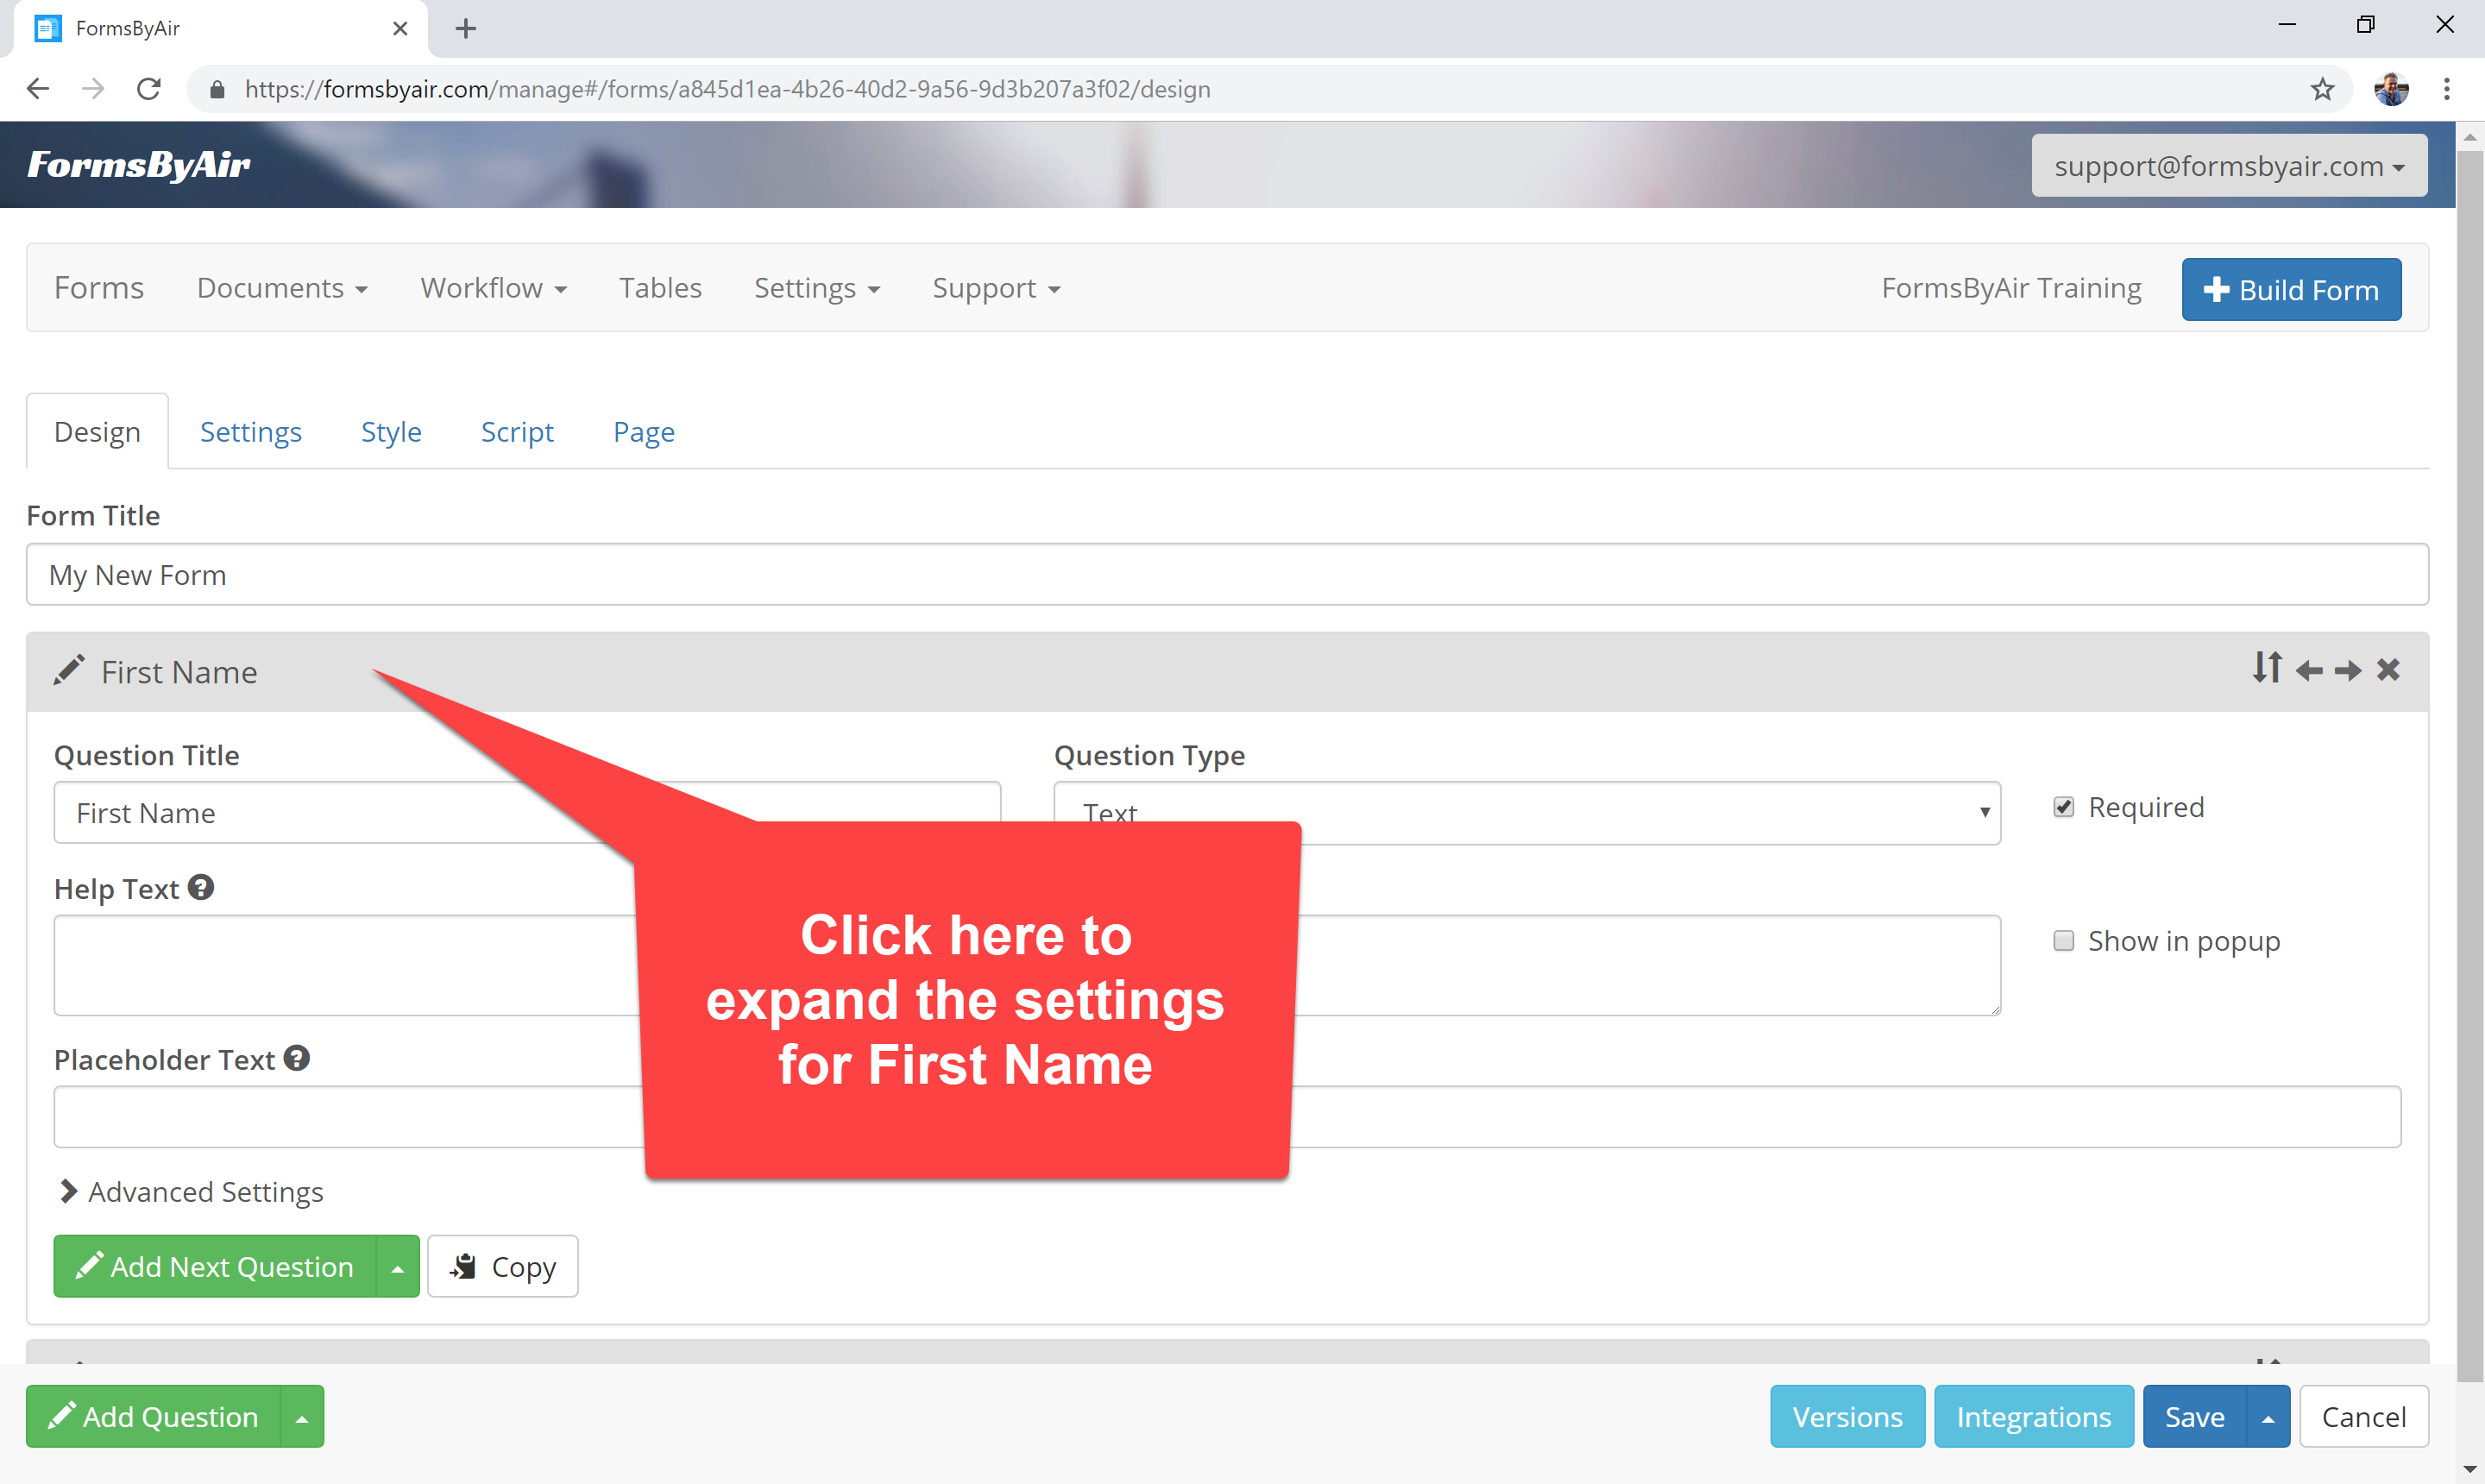 FormsByAir
https://formsbyair.com/manage#/forms/a845d1ea-4b26-40d2-9a56-9d3b207a3f02/design
FormsByAir
support@formsbyair.com
Forms Documents Workflow Tables Settings Support FormsByAir Training Build Form
Design Settings Style Script Page
Form Title
My New Form
First Name
Question Title Question Type
First Name Text Required
Help Text
Show in popup
Click here to
expand the settings
for First Name
Placeholder Text
Advanced Settings
Add Next Question Copy
Add Question Versions Integrations Save Cancel